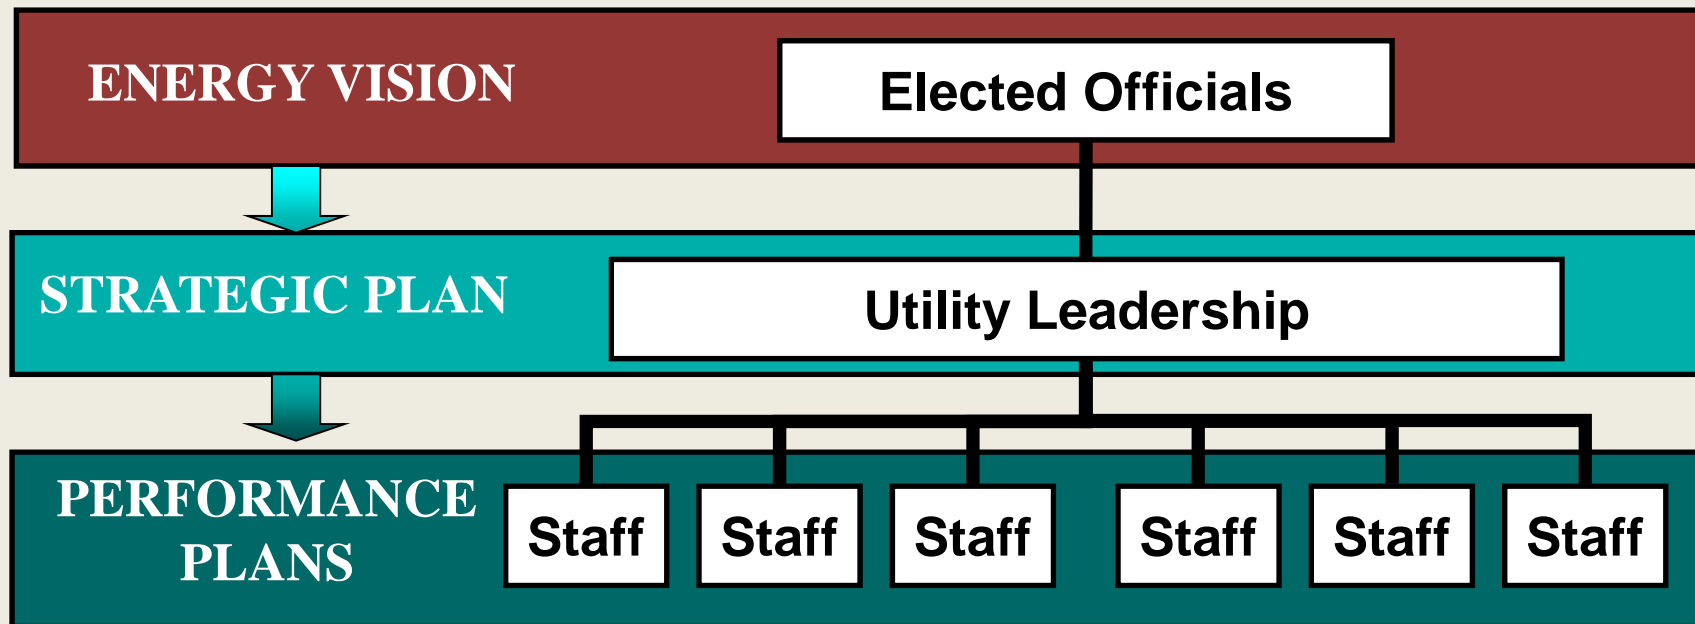 ENERGY VISION
Elected Officials
STRATEGIC PLAN
Utility Leadership
PERFORMANCE
PLANS
Staff
Staff
Staff
Staff
Staff
Staff